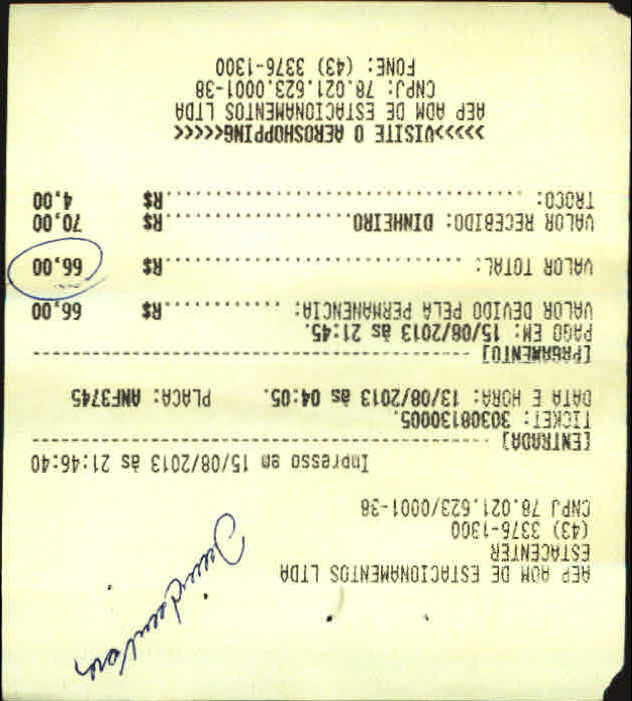 AEP ADM DE ESTACIONAMENTOS LTDA
ESTACENTER
(43) 3376-1300
CNPJ 78.021.623/0001-38
Impresso em 15/08/2013 às 21:46:40
[ENTRADA] --------------------------------
TICKET: 30308130005.
DATA E HORA: 13/08/2013 às 04:05. PLACA: ANF3745
[PAGAMENTO] --------------------------------
PAGO EM: 15/08/2013 às 21:45.
VALOR DEVIDO PELA PERMANENCIA: ............R$ 66,00
VALOR TOTAL: ..............................R$ 66,00
VALOR RECEBIDO: DINHEIRO...................R$ 70,00
TROCO: ....................................R$ 4,00
>>>>>VISITE O AEROSHOPPING<<<<<
AEP ADM DE ESTACIONAMENTOS LTDA
CNPJ: 78.021.623.0001-38
FONE: (43) 3376-1300